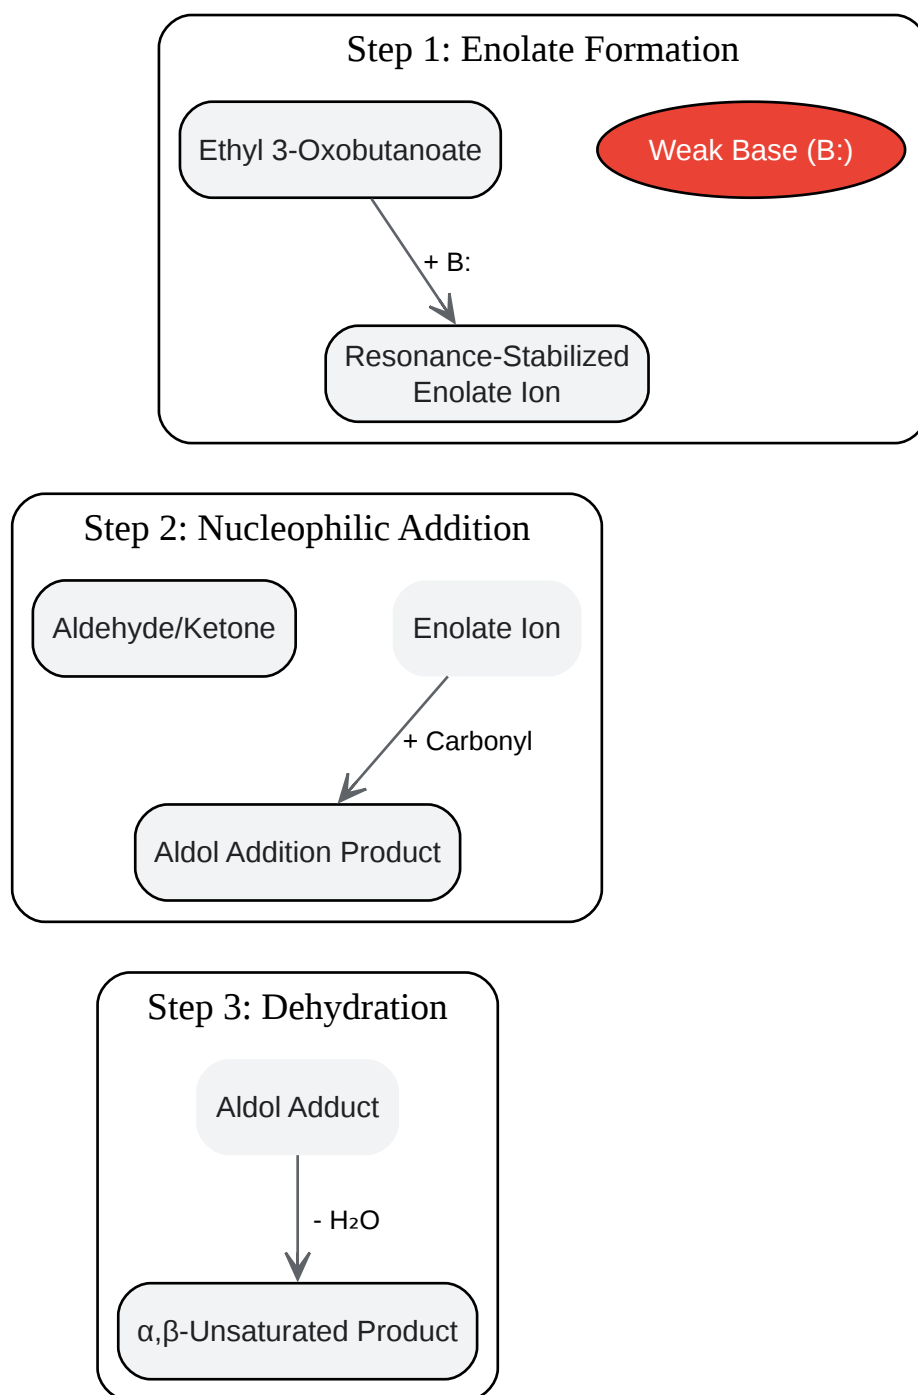 Step 1: Enolate Formation
Ethyl 3-Oxobutanoate
Weak Base (B:)
+ B:
Resonance-Stabilized
Enolate Ion
Step 2: Nucleophilic Addition
Aldehyde/Ketone
Enolate Ion
+ Carbonyl
Aldol Addition Product
Step 3: Dehydration
Aldol Adduct
- H₂O
α,β-Unsaturated Product